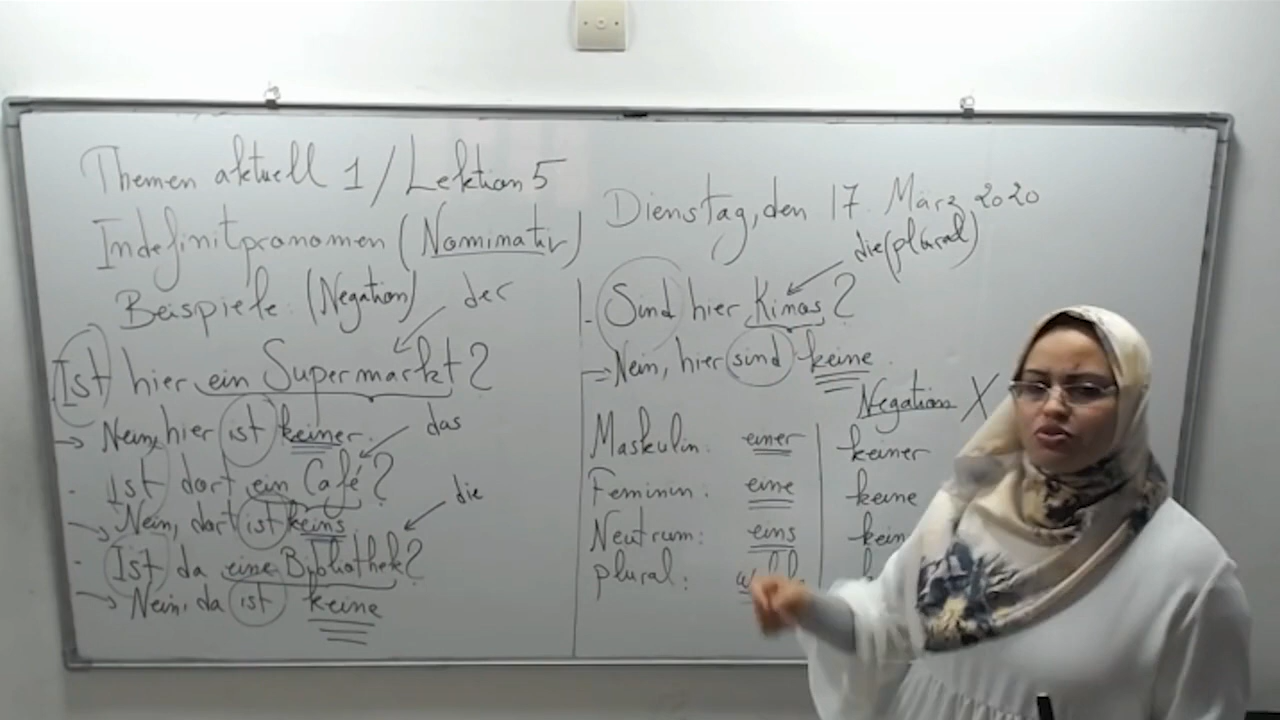 Themen aktuell 1 / Lektion 5
Indefinitpronomen (Nominativ)
Beispiele: (Negation)
der
Ist hier ein Supermarkt?
→ Nein, hier ist keiner.
das
- Ist dort ein Café?
→ Nein, dort ist keins
die
- Ist da eine Bibliothek?
→ Nein, da ist keine
Dienstag, den 17. März 2020
die (plural)
- Sind hier Kinos?
→ Nein, hier sind keine.
Negation X
Maskulin: einer keiner
Feminin: eine keine
Neutrum: eins
plural: